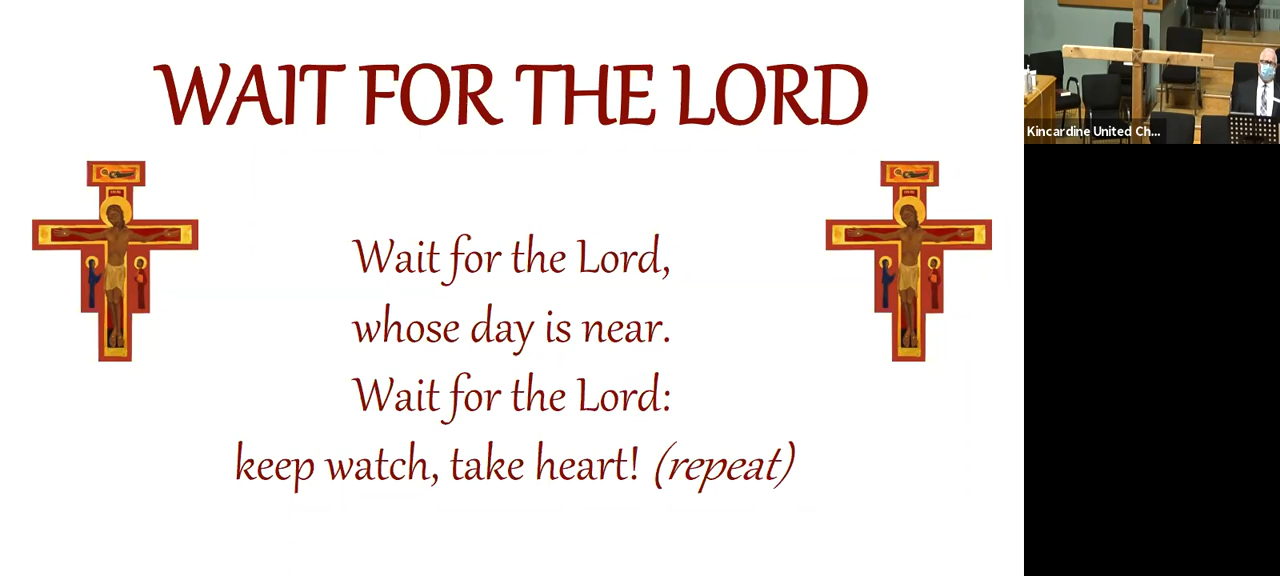 WAIT FOR THE LORD
Wait for the Lord,
whose day is near.
Wait for the Lord:
keep watch, take heart! (repeat)
Kincardine United Ch...